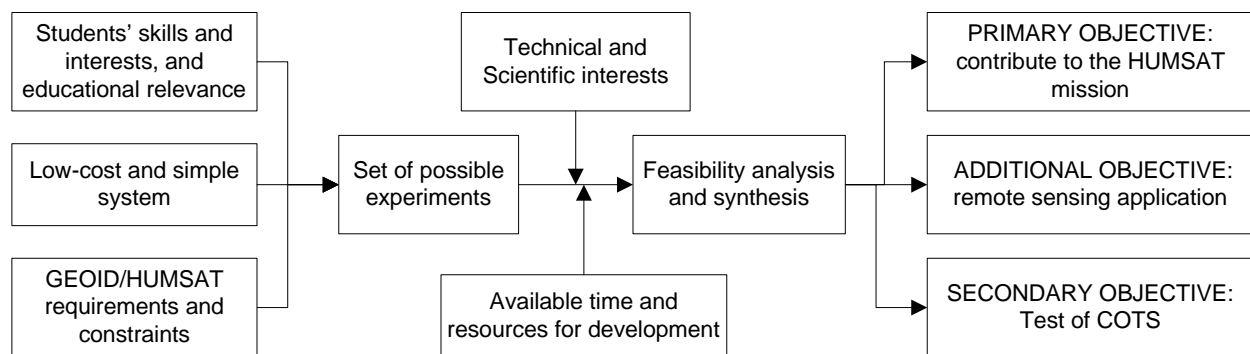 Students’ skills and
interests, and
educational relevance
Low-cost and simple
system
GEOID/HUMSAT
requirements and
constraints
Set of possible
experiments
Technical and
Scientific interests
Available time and
resources for development
Feasibility analysis
and synthesis
PRIMARY OBJECTIVE:
contribute to the HUMSAT
mission
ADDITIONAL OBJECTIVE:
remote sensing application
SECONDARY OBJECTIVE:
Test of COTS